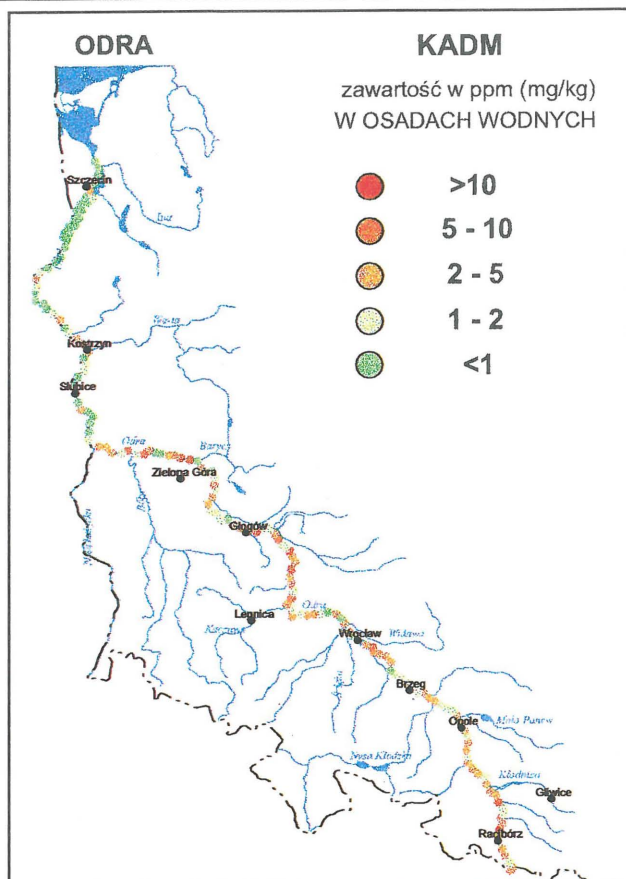 ODRA
KADM
zawartość w ppm (mg/kg)
W OSADACH WODNYCH
>10
5 - 10
2 - 5
1 - 2
<1
Szczecin
Ina
Warta
Kostrzyn
Słubice
Odra
Barycz
Zielona Góra
Głogów
Legnica
Odra
Kaczawa
Wrocław
Widawa
Brzeg
Opole
Mała Panew
Nysa Kłodzka
Kłodnica
Gliwice
Racibórz